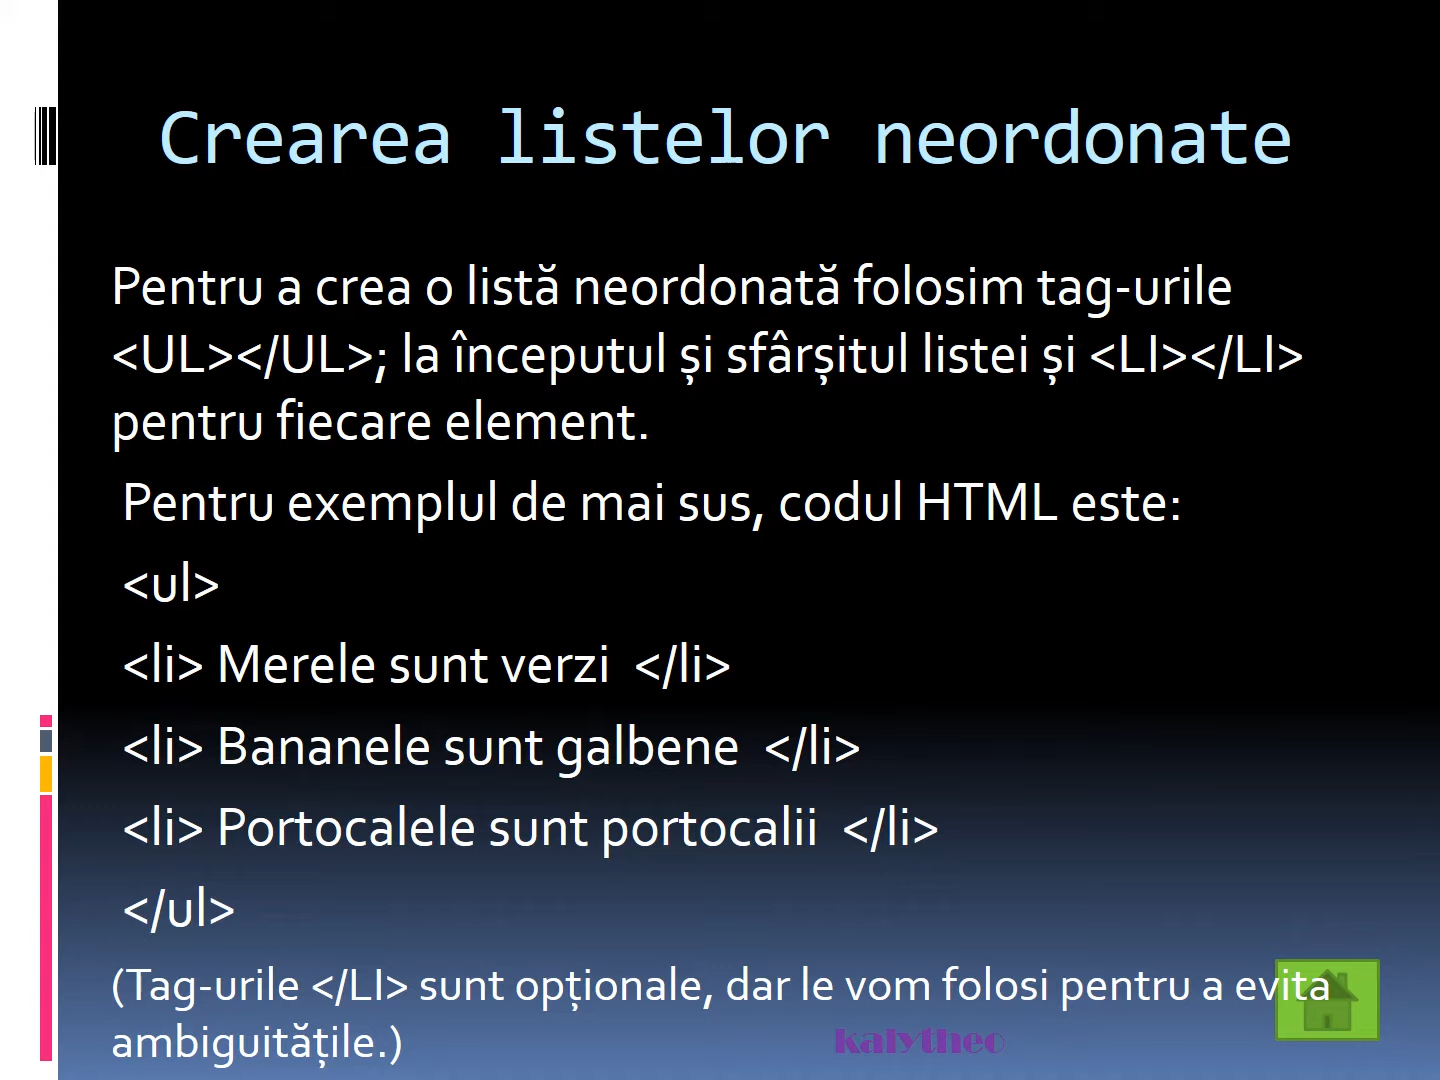 Crearea listelor neordonate
Pentru a crea o listă neordonată folosim tag-urile
<UL></UL>; la începutul și sfârșitul listei și <LI></LI>
pentru fiecare element.
Pentru exemplul de mai sus, codul HTML este:
<ul>
<li> Merele sunt verzi  </li>
<li> Bananele sunt galbene  </li>
<li> Portocalele sunt portocalii  </li>
</ul>
(Tag-urile </LI> sunt opționale, dar le vom folosi pentru a evita
ambiguitățile.)
kalytheo